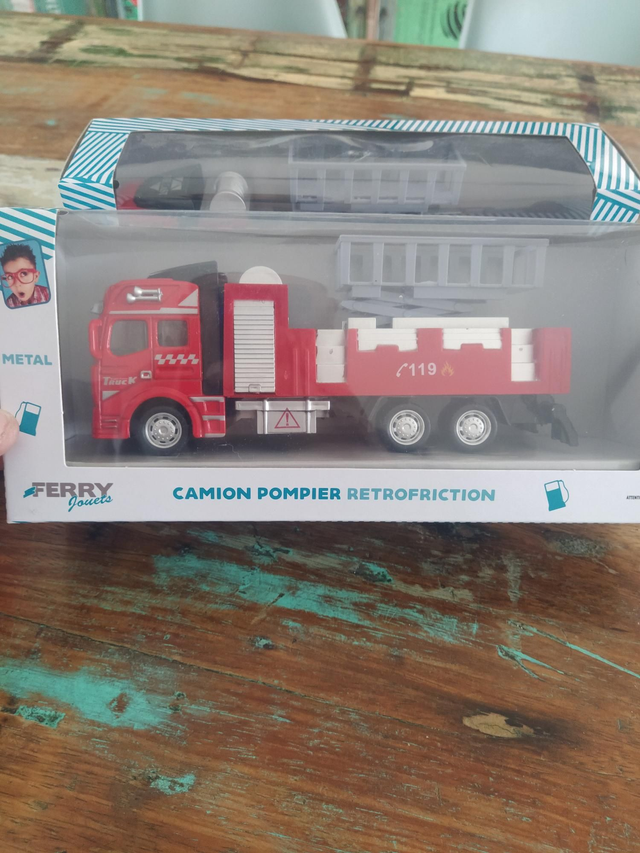 METAL
Truck
119
FERRY
Jouets
CAMION POMPIER RETROFRICTION